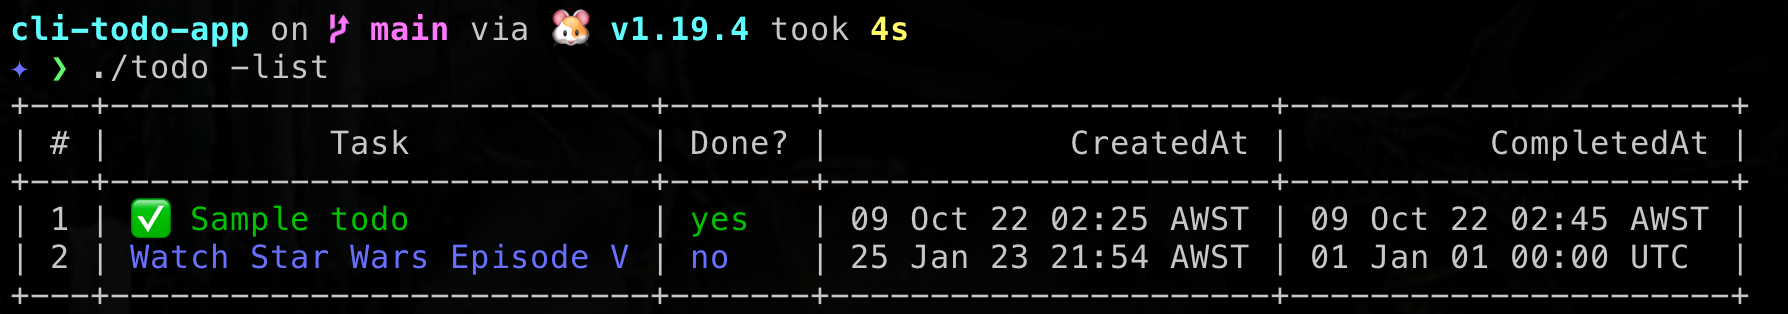 cli-todo-app on main via 🐹 v1.19.4 took 4s
✦ ❯ ./todo -list
+---+---------------------------+-------+----------------------+----------------------+
| # |           Task            | Done? |            CreatedAt |          CompletedAt |
+---+---------------------------+-------+----------------------+----------------------+
| 1 | ✅ Sample todo            | yes   | 09 Oct 22 02:25 AWST | 09 Oct 22 02:45 AWST |
| 2 | Watch Star Wars Episode V | no    | 25 Jan 23 21:54 AWST | 01 Jan 01 00:00 UTC  |
+---+---------------------------+-------+----------------------+----------------------+